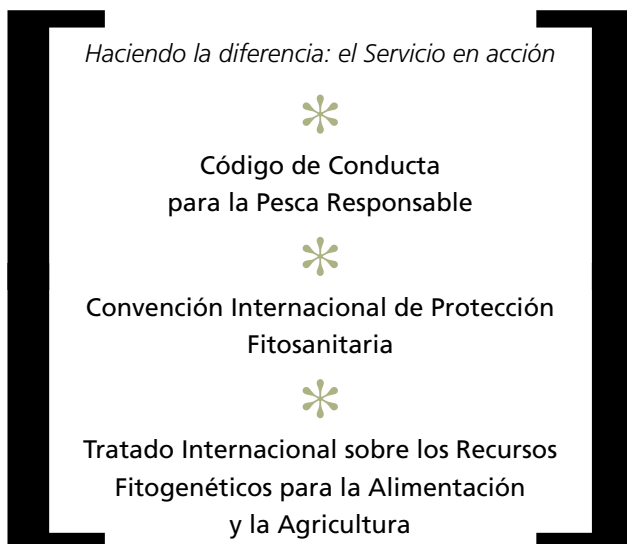 Haciendo la diferencia: el Servicio en acción
Código de Conducta
para la Pesca Responsable
Convención Internacional de Protección
Fitosanitaria
Tratado Internacional sobre los Recursos
Fitogenéticos para la Alimentación
y la Agricultura